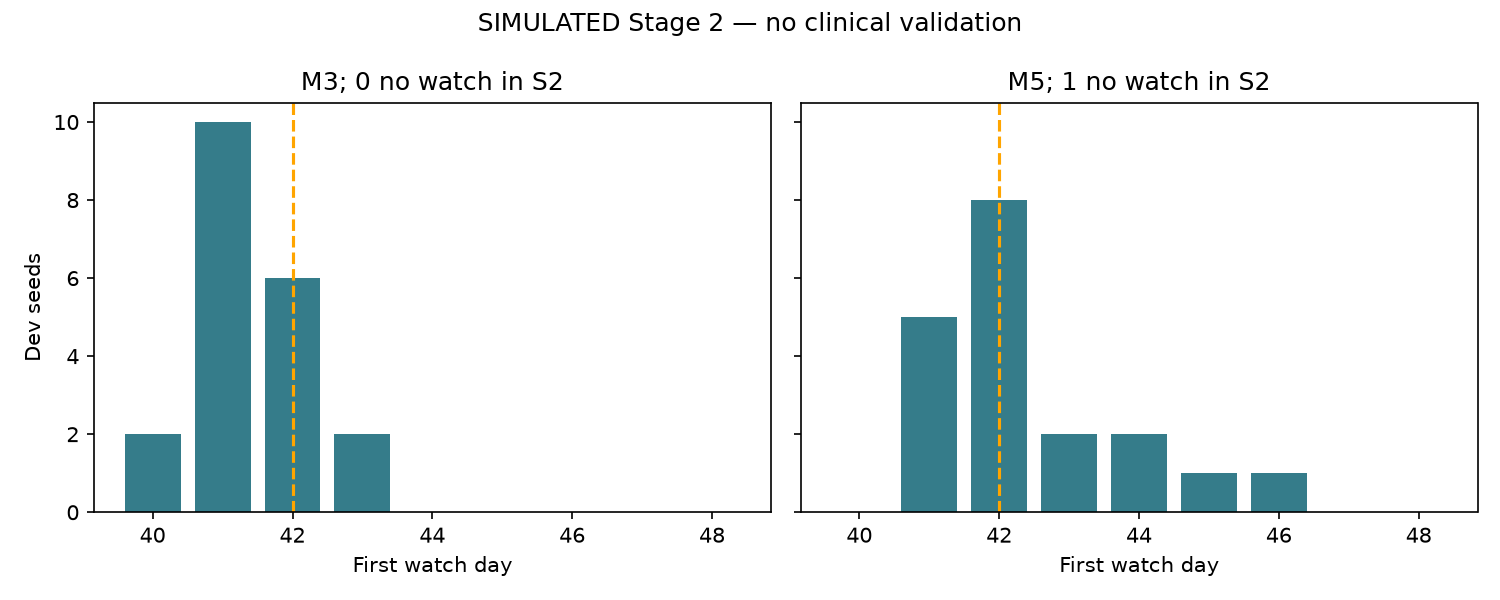 SIMULATED Stage 2 — no clinical validation
M3; 0 no watch in S2
10
8
6
4
2
0
Dev seeds
40 42 44 46 48
First watch day
M5; 1 no watch in S2
40 42 44 46 48
First watch day